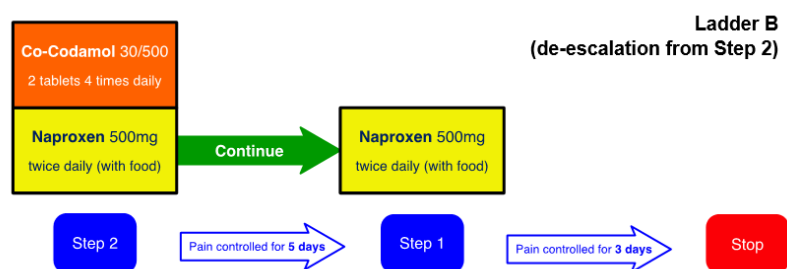 Ladder B
(de-escalation from Step 2)
Co-Codamol 30/500
2 tablets 4 times daily
Naproxen 500mg
twice daily (with food)
Continue
Naproxen 500mg
twice daily (with food)
Step 2
Pain controlled for 5 days
Step 1
Pain controlled for 3 days
Stop